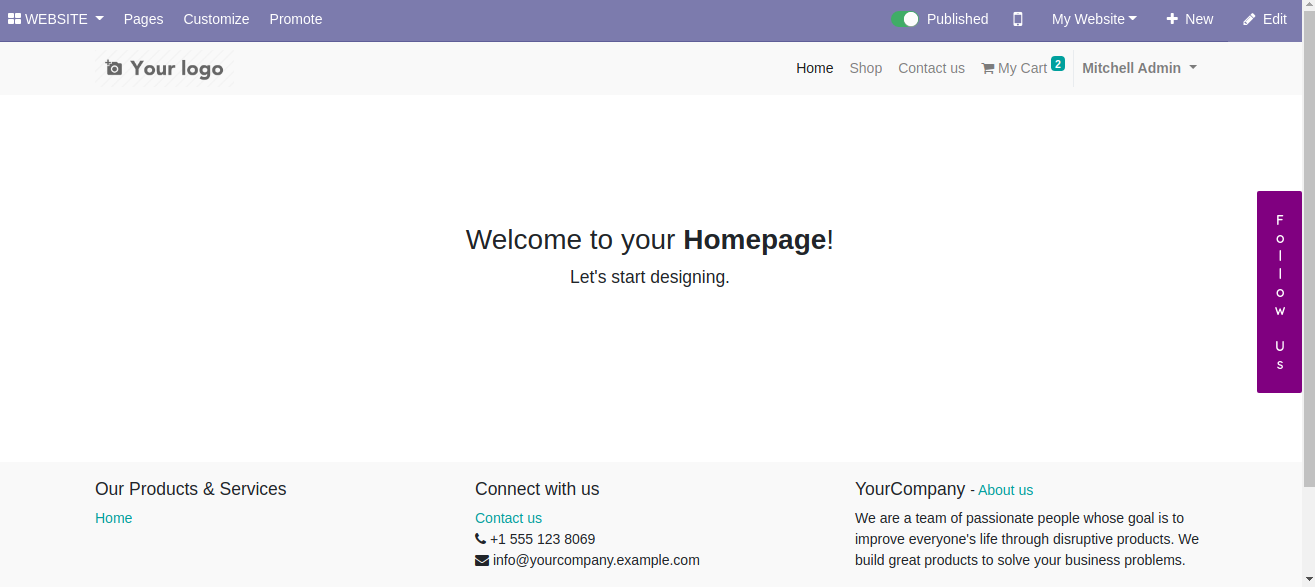 WEBSITE Pages Customize Promote Published My Website New Edit
Your logo Home Shop Contact us My Cart 2 Mitchell Admin
Welcome to your Homepage!
Let's start designing.
Follow Us
Our Products & Services
Home
Connect with us
Contact us
+1 555 123 8069
info@yourcompany.example.com
YourCompany - About us
We are a team of passionate people whose goal is to
improve everyone's life through disruptive products. We
build great products to solve your business problems.